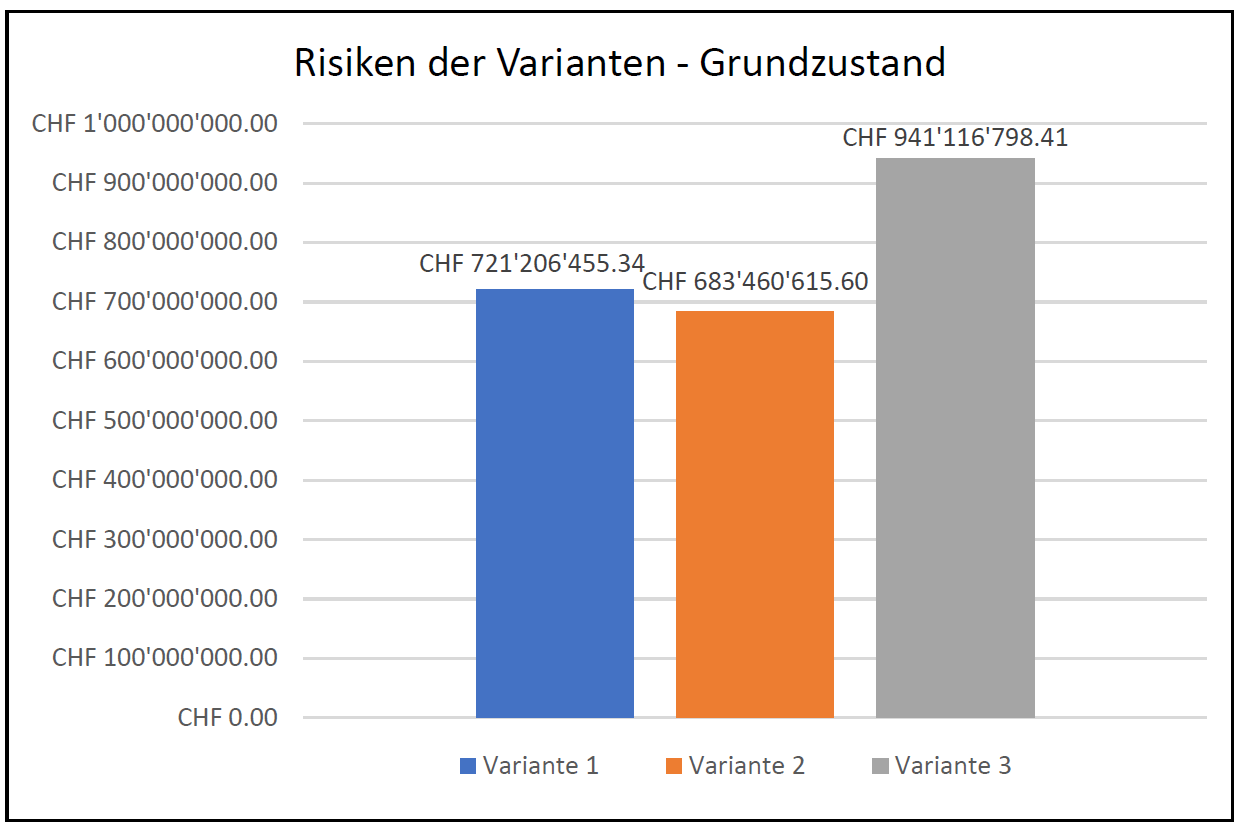 Risiken der Varianten - Grundzustand
CHF 1'000'000'000.00
CHF 941'116'798.41
CHF 900'000'000.00
CHF 800'000'000.00
CHF 721'206'455.34
CHF 683'460'615.60
CHF 700'000'000.00
CHF 600'000'000.00
CHF 500'000'000.00
CHF 400'000'000.00
CHF 300'000'000.00
CHF 200'000'000.00
CHF 100'000'000.00
CHF 0.00
Variante 1 Variante 2 Variante 3